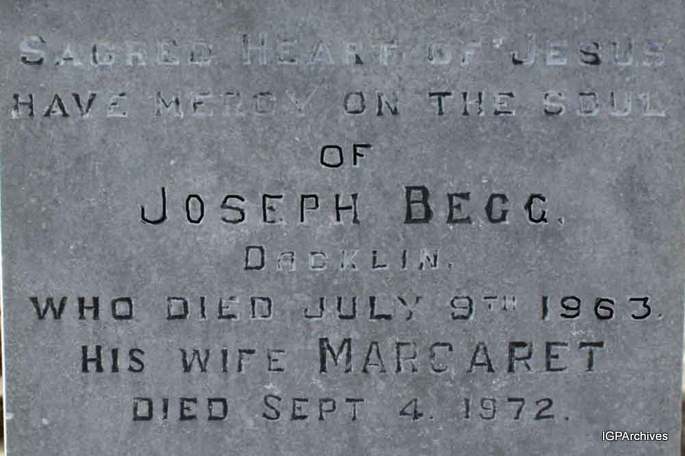 SACRED HEART OF JESUS
HAVE MERCY ON THE SOUL
OF
JOSEPH BEGG.
DACKLIN.
WHO DIED JULY 9TH 1963.
HIS WIFE MARGARET
DIED SEPT 4. 1972.
IGPArchives